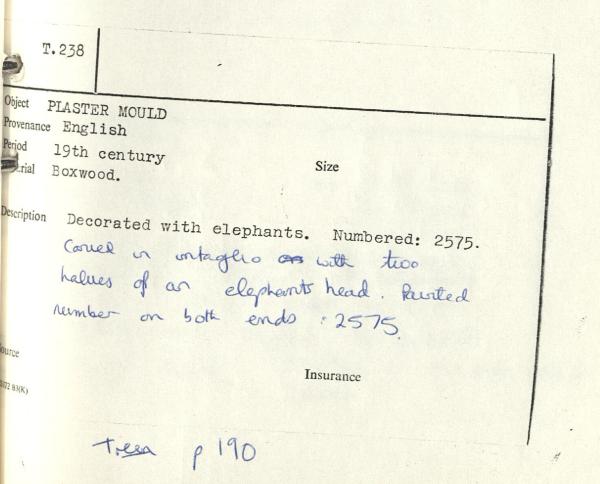 T.238
Object PLASTER MOULD
Provenance English
Period 19th century
rial Boxwood. Size
Description Decorated with elephants. Numbered: 2575.
Carved in intaglio with two
halves of an elephants head. Painted
number on both ends : 2575.
ource
Insurance
p 190